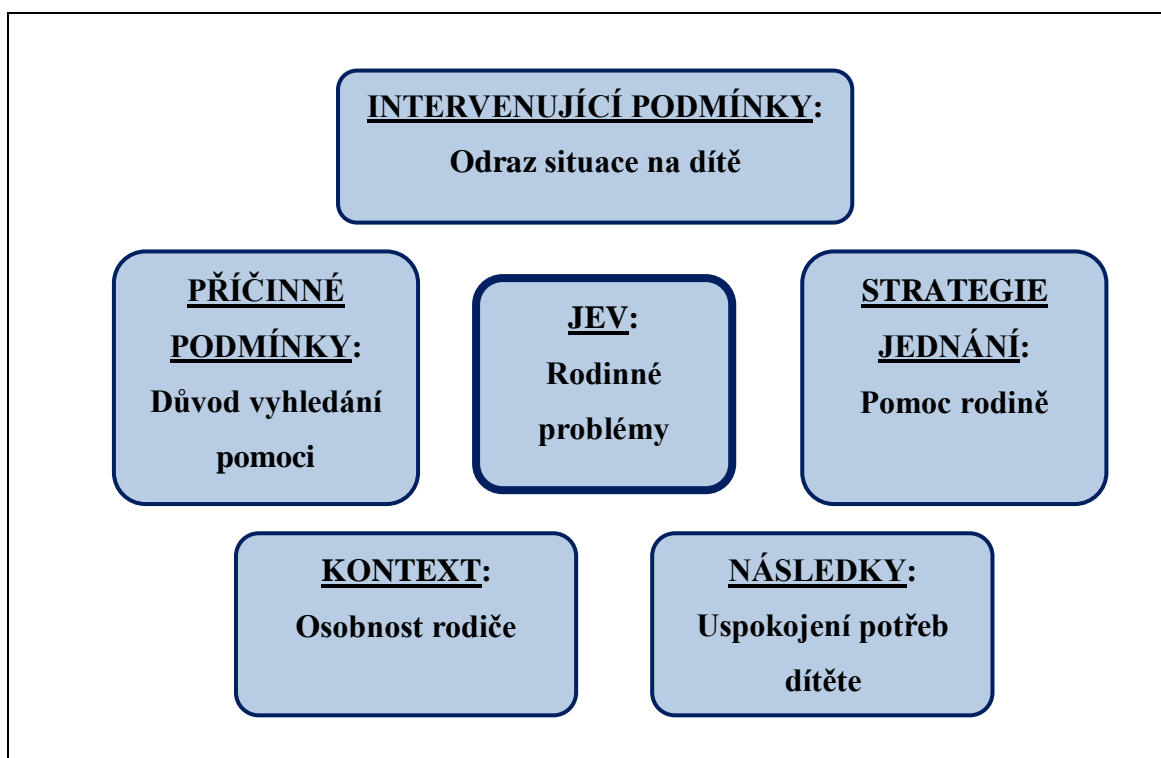 INTERVENUJÍCÍ PODMÍNKY:
Odraz situace na dítě
PŘÍČINNÉ
PODMÍNKY:
Důvod vyhledání
pomoci
JEV:
Rodinné
problémy
STRATEGIE
JEDNÁNÍ:
Pomoc rodině
KONTEXT:
Osobnost rodiče
NÁSLEDKY:
Uspokojení potřeb
dítěte